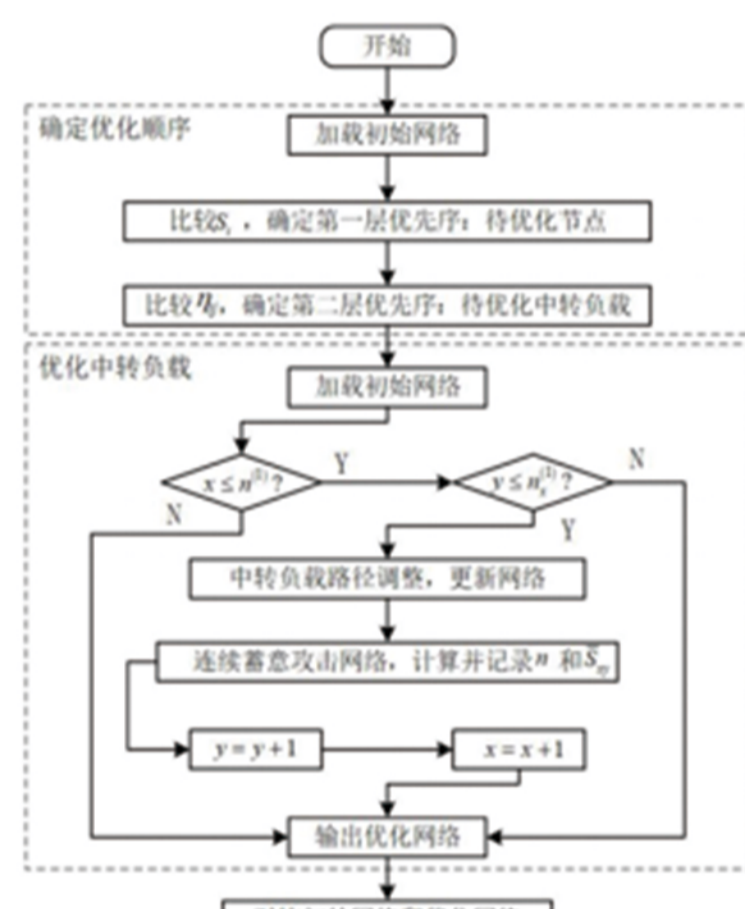 开始
确定优化顺序
加载初始网络
比较Sᵢ，确定第一层优先序：待优化节点
比较ηᵢⱼ，确定第二层优先序：待优化中转负载
优化中转负载
加载初始网络
x ≤ n⁽¹⁾?
Y
y ≤ nₓ⁽¹⁾?
N
N
Y
中转负载路径调整，更新网络
连续蓄意攻击网络，计算并记录n 和S̄ₓy
y = y + 1
x = x + 1
输出优化网络